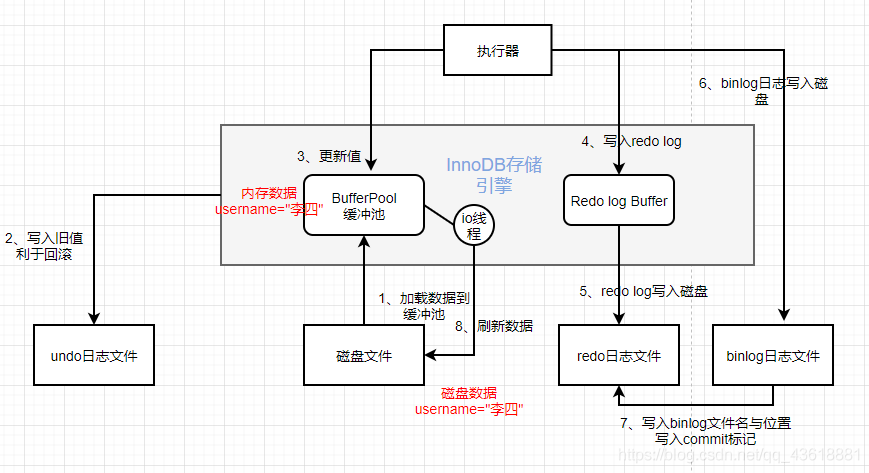 执行器
6、binlog日志写入磁
盘
3、更新值
4、写入redo log
InnoDB存储
引擎
内存数据
username="李四"
BufferPool
缓冲池
io线
程
Redo log Buffer
2、写入旧值
利于回滚
1、加载数据到
缓冲池
5、redo log写入磁盘
8、刷新数据
undo日志文件
磁盘文件
redo日志文件
binlog日志文件
磁盘数据
username="李四"
7、写入binlog文件名与位置
写入commit标记
https://blog.csdn.net/qq_43618881